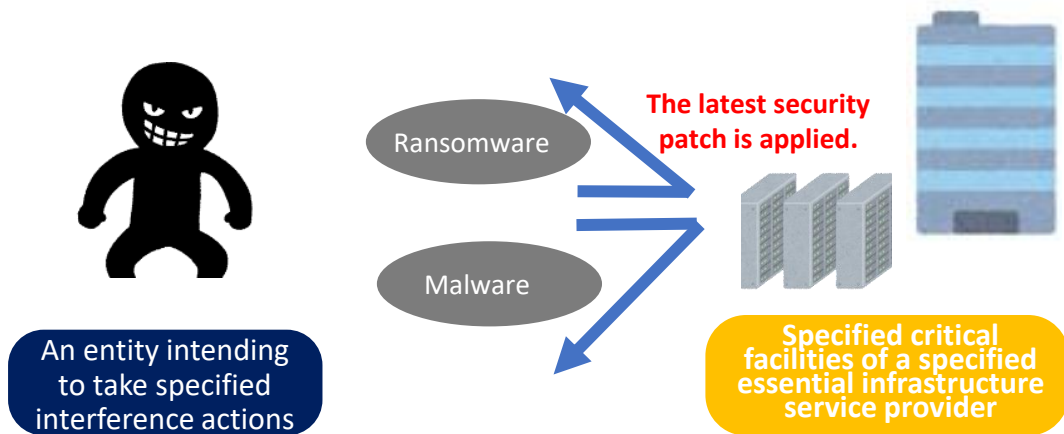 The latest security
patch is applied.
Ransomware
Malware
An entity intending
to take specified
interference actions
Specified critical
facilities of a specified
essential infrastructure
service provider